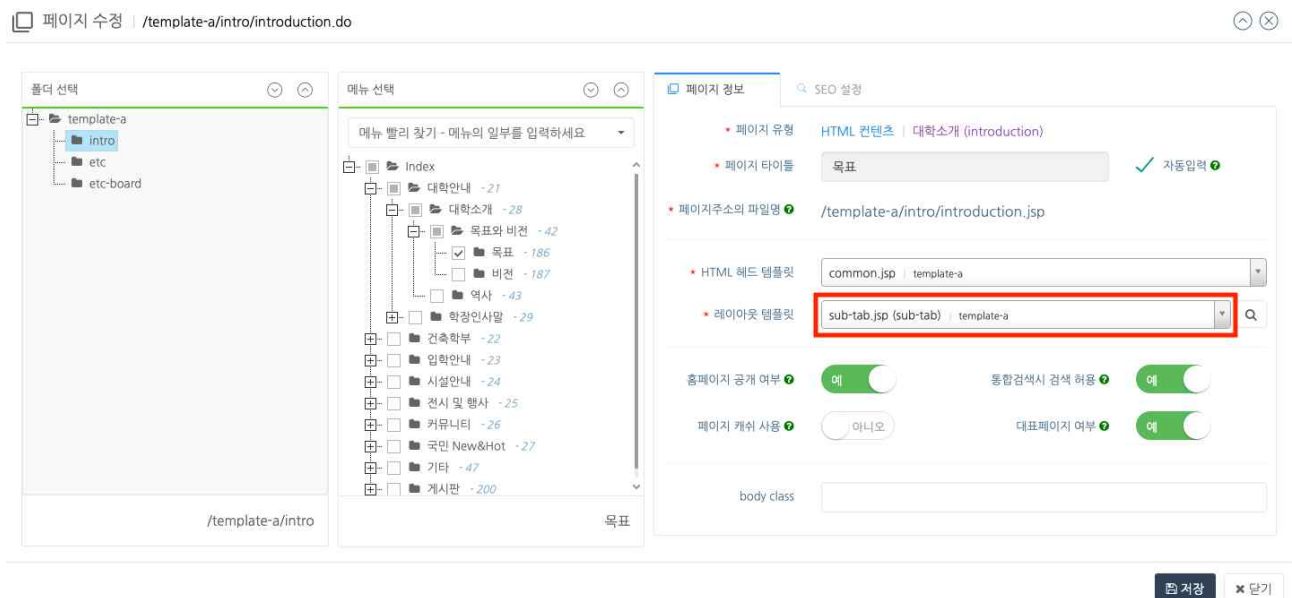 페이지 수정 | /template-a/intro/introduction.do
폴더 선택
template-a
intro
etc
etc-board
/template-a/intro
메뉴 선택
메뉴 빨리 찾기 - 메뉴의 일부를 입력하세요
Index
대학안내 - 21
대학소개 - 28
목표와 비전 - 42
목표 - 186
비전 - 187
역사 - 43
학장인사말 - 29
건축학부 - 22
입학안내 - 23
시설안내 - 24
전시 및 행사 - 25
커뮤니티 - 26
국민 New&Hot - 27
기타 - 47
게시판 - 200
목표
페이지 정보 SEO 설정
* 페이지 유형 HTML 컨텐츠 | 대학소개 (introduction)
* 페이지 타이틀 목표 자동입력 ?
* 페이지주소의 파일명 ? /template-a/intro/introduction.jsp
* HTML 헤드 템플릿 common.jsp | template-a
* 레이아웃 템플릿 sub-tab.jsp (sub-tab) | template-a
홈페이지 공개 여부 ? 예 통합검색시 검색 허용 ? 예
페이지 캐쉬 사용 ? 아니오 대표페이지 여부 ? 예
body class
저장 × 닫기